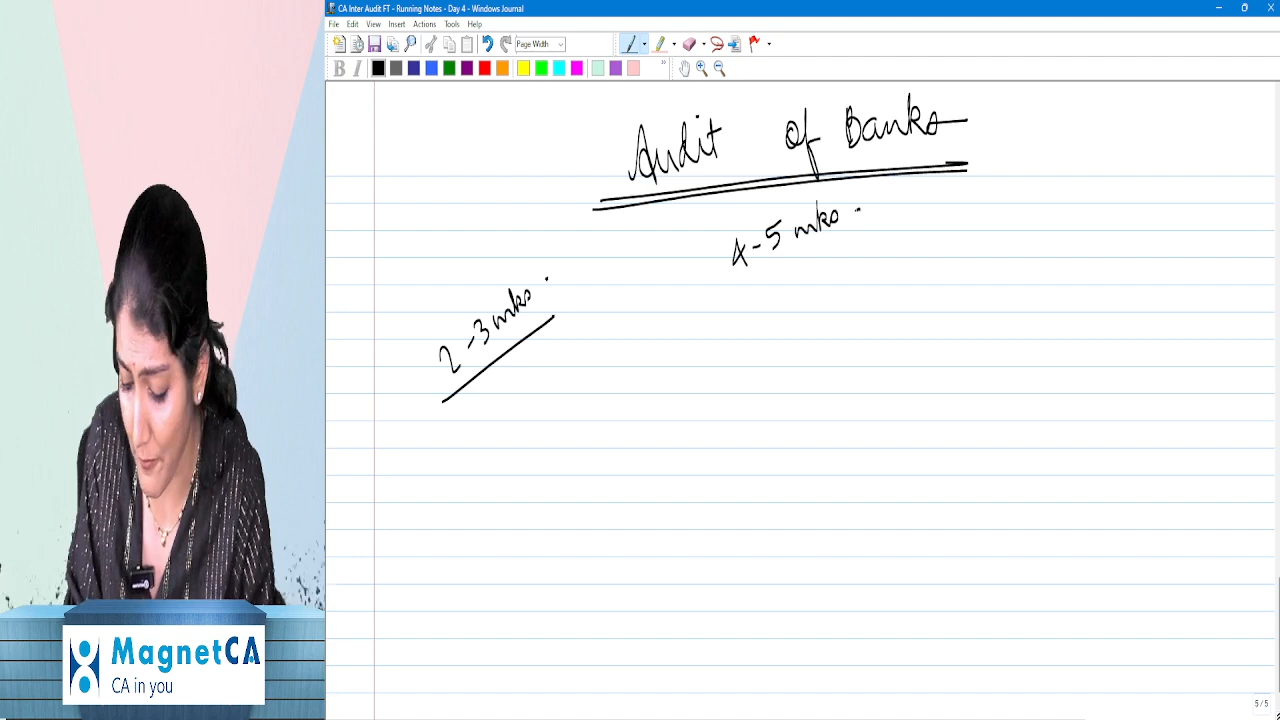 CA Inter Audit FT - Running Notes - Day 4 - Windows Journal
File Edit View Insert Actions Tools Help
Page Width
B I
Audit Of Banks
4-5 mks.
2-3 mks.
MagnetCA
CA in you
5/5